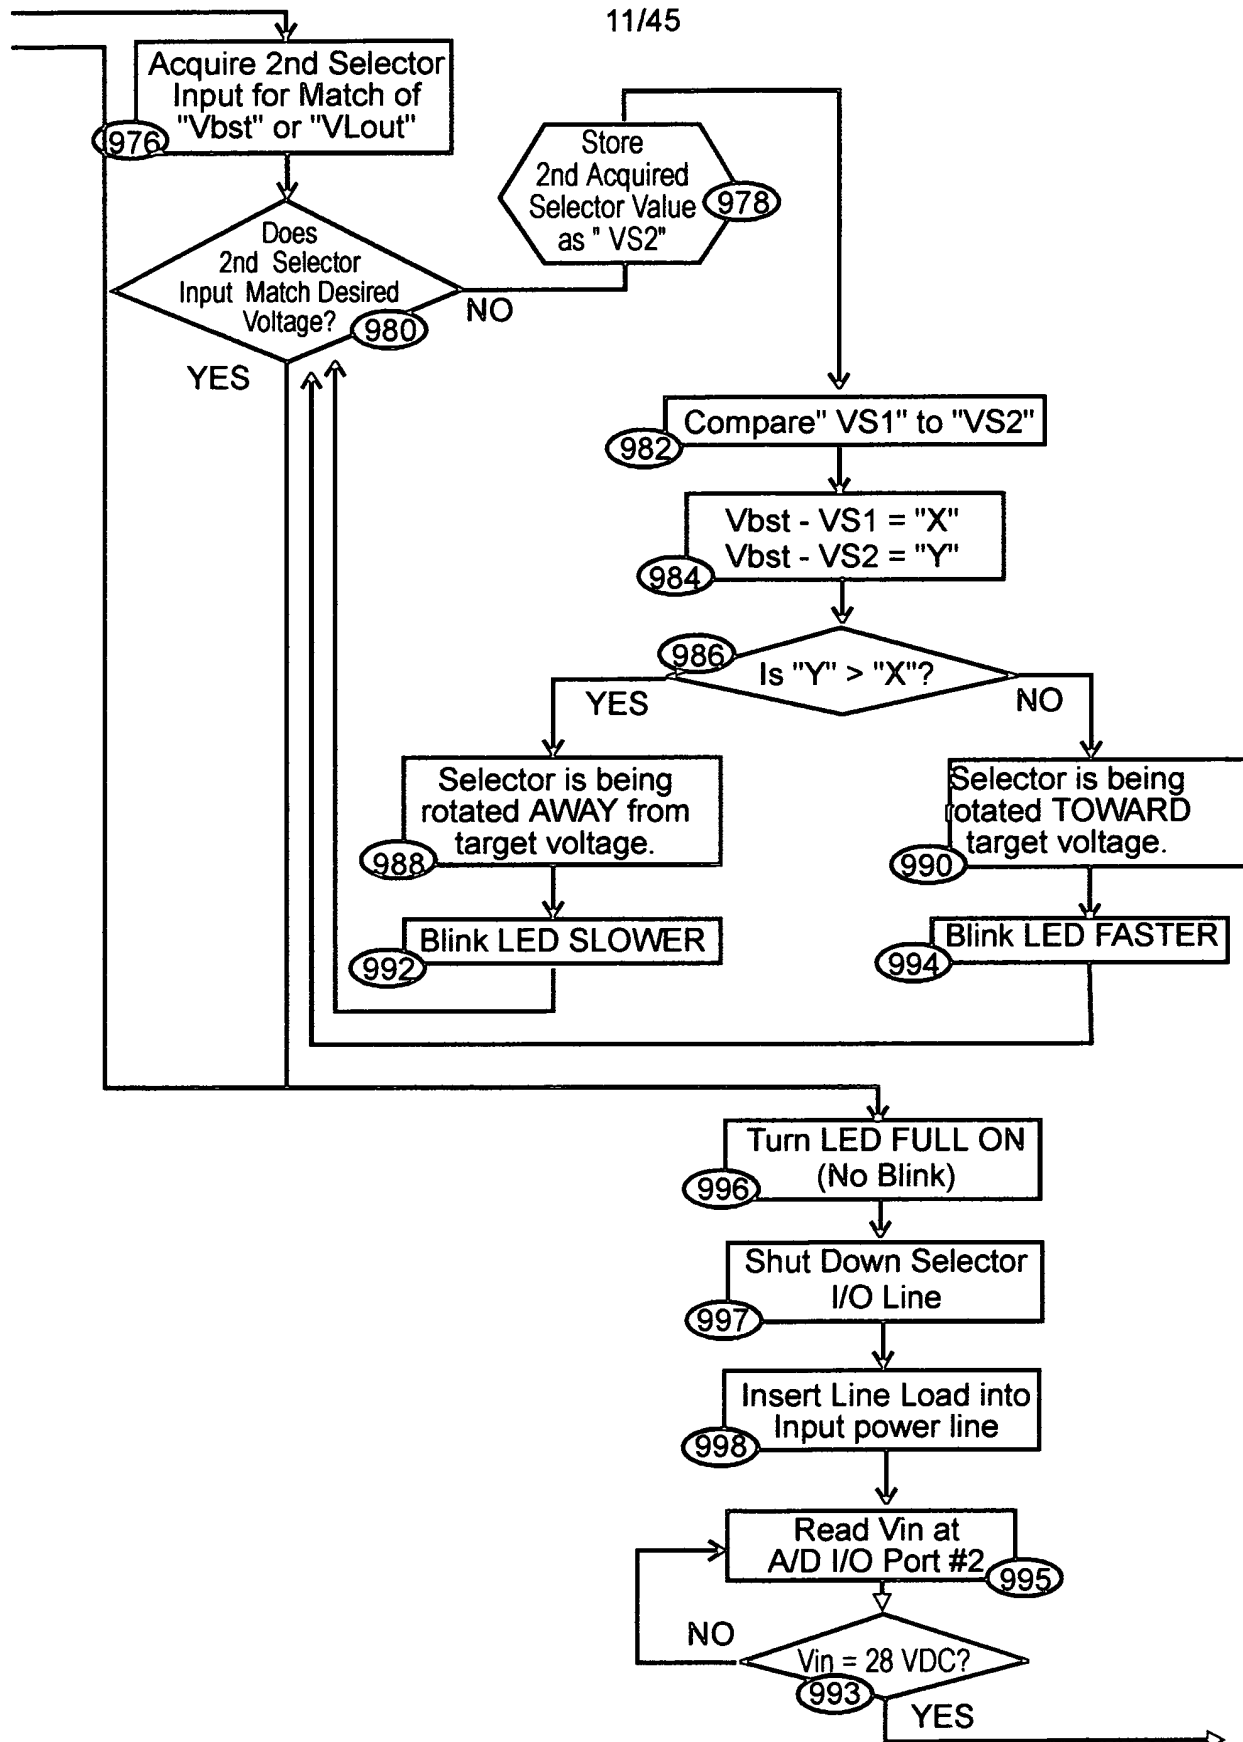 11/45
Acquire 2nd Selector
Input for Match of
"Vbst" or "VLout"
976
Store
2nd Acquired
Selector Value
as " VS2"
978
Does
2nd Selector
Input Match Desired
Voltage?
980
NO
YES
Compare" VS1" to "VS2"
982
Vbst - VS1 = "X"
Vbst - VS2 = "Y"
984
986
Is "Y" > "X"?
YES
NO
Selector is being
rotated AWAY from
target voltage.
988
Selector is being
rotated TOWARD
target voltage.
990
Blink LED SLOWER
992
Blink LED FASTER
994
Turn LED FULL ON
(No Blink)
996
Shut Down Selector
I/O Line
997
Insert Line Load into
Input power line
998
Read Vin at
A/D I/O Port #2
995
NO
Vin = 28 VDC?
993
YES